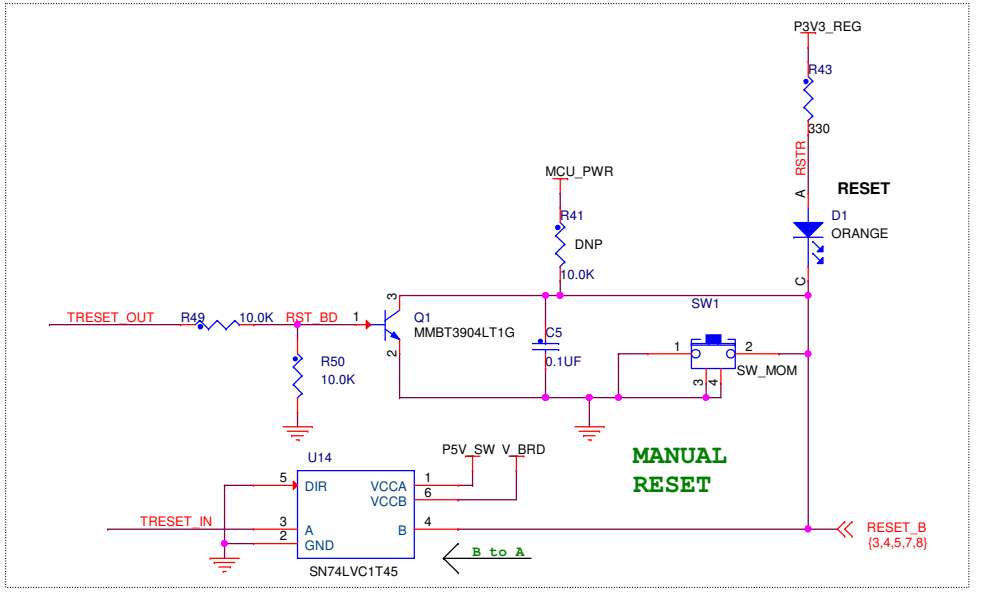 P3V3_REG
R43
330
RSTR
A
RESET
D1
ORANGE
C
MCU_PWR
R41
DNP
10.0K
SW1
TRESET_OUT
R49
10.0K
RST_BD
1
3
2
Q1
MMBT3904LT1G
C5
0.1UF
1
2
3
4
SW_MOM
R50
10.0K
MANUAL
RESET
U14
P5V_SW
V_BRD
5
DIR
VCCA
1
VCCB
6
TRESET_IN
3
A
B
4
2
GND
SN74LVC1T45
B to A
RESET_B
{3,4,5,7,8}